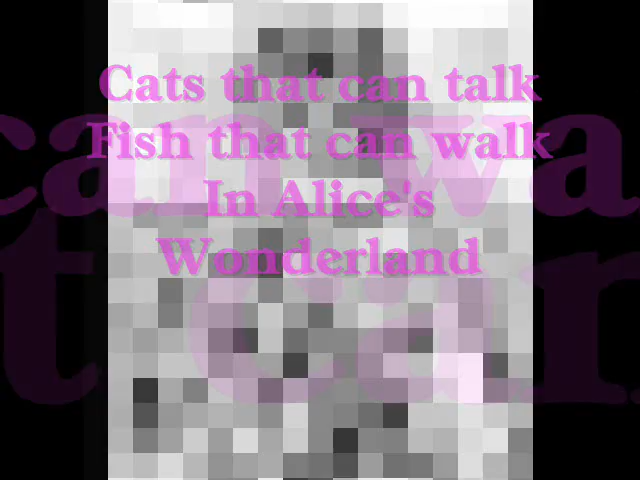 Cats that can talk
Fish that can walk
In Alice's
Wonderland